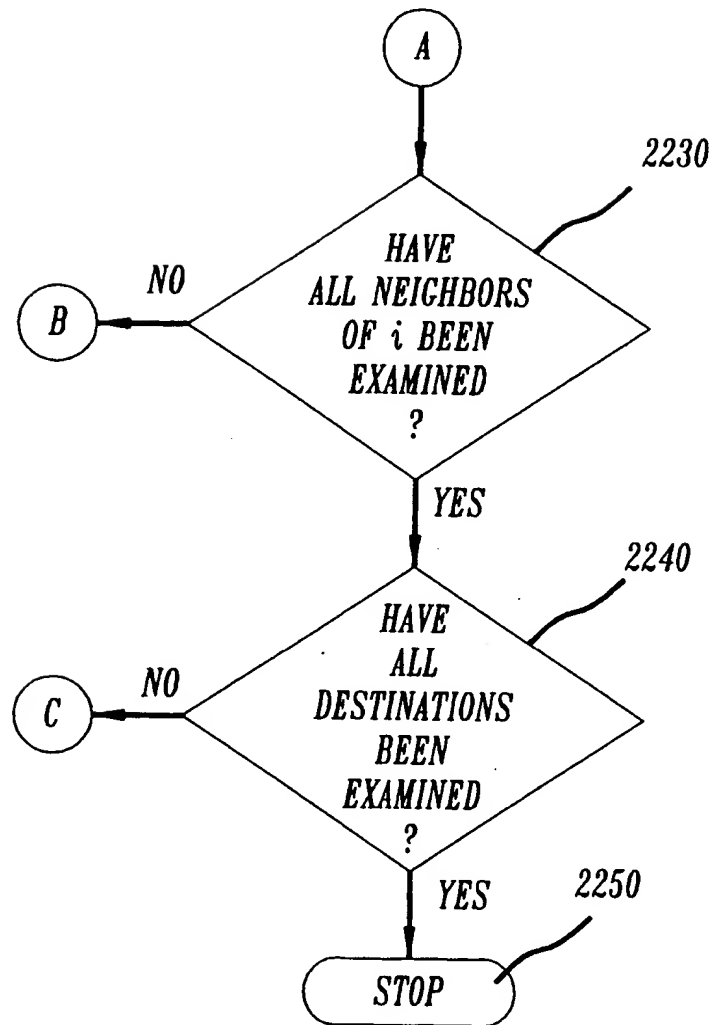 A
2230
HAVE
ALL NEIGHBORS
OF i BEEN
EXAMINED
?
NO
B
YES
2240
HAVE
ALL
DESTINATIONS
BEEN
EXAMINED
?
NO
C
YES
2250
STOP